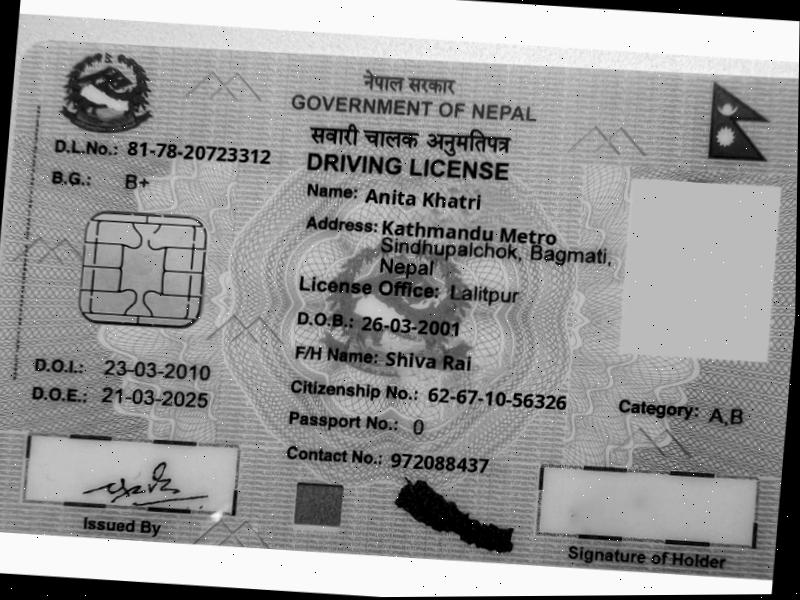 नेपाल सरकार
GOVERNMENT OF NEPAL
सवारी चालक अनुमतिपत्र
DRIVING LICENSE
D.L.No.: 81-78-20723312
B.G.: B+
Name: Anita Khatri
Address: Kathmandu Metro
Sindhupalchok, Bagmati,
Nepal
License Office: Lalitpur
D.O.B.: 26-03-2001
F/H Name: Shiva Rai
D.O.I.: 23-03-2010
D.O.E.: 21-03-2025
Citizenship No.: 62-67-10-56326
Category: A,B
Passport No.: 0
Contact No.: 972088437
Issued By
Signature of Holder